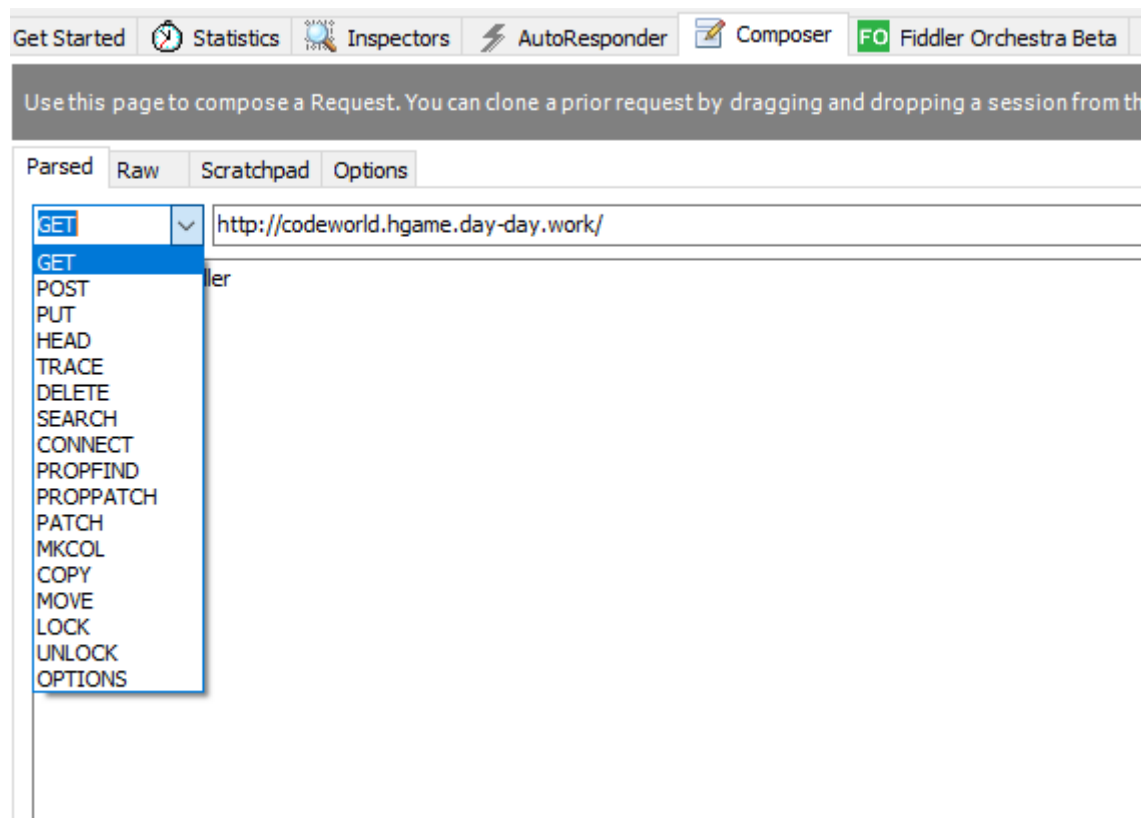 Get Started Statistics Inspectors AutoResponder Composer FO Fiddler Orchestra Beta
Use this page to compose a Request. You can clone a prior request by dragging and dropping a session from th
Parsed Raw Scratchpad Options
GET http://codeworld.hgame.day-day.work/
GET
ller
POST
PUT
HEAD
TRACE
DELETE
SEARCH
CONNECT
PROPFIND
PROPPATCH
PATCH
MKCOL
COPY
MOVE
LOCK
UNLOCK
OPTIONS